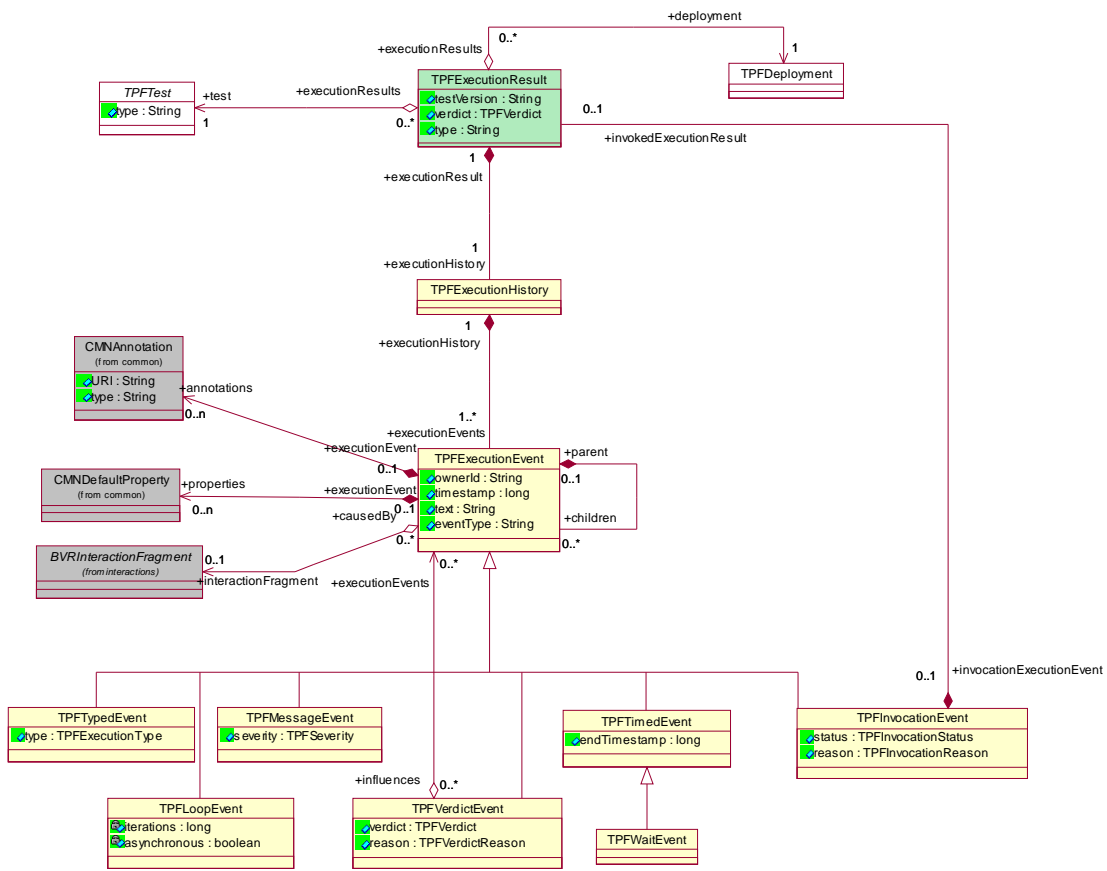 +deployment
0..*
+executionResults
1
TPFExecutionResult
testVersion : String
verdict : TPFVerdict
type : String
TPFDeployment
TPFTest
type : String
+test
1
+executionResults
0..*
0..1
+invokedExecutionResult
1
+executionResult
1
+executionHistory
TPFExecutionHistory
1
+executionHistory
CMNAnnotation
(from common)
URI : String
type : String
+annotations
0..n
1..*
+executionEvents
+executionEvent
0..1
TPFExecutionEvent
ownerId : String
timestamp : long
text : String
eventType : String
+parent
0..1
+children
0..*
CMNDefaultProperty
(from common)
+properties
0..n
+executionEvent
0..1
+causedBy
0..*
BVRInteractionFragment
(from interactions)
0..1
+interactionFragment
0..*
+executionEvents
0..1
+invocationExecutionEvent
TPFTypedEvent
type : TPFExecutionType
TPFMessageEvent
severity : TPFSeverity
TPFTimedEvent
endTimestamp : long
TPFInvocationEvent
status : TPFInvocationStatus
reason : TPFInvocationReason
+influences
0..*
TPFLoopEvent
iterations : long
asynchronous : boolean
TPFVerdictEvent
verdict : TPFVerdict
reason : TPFVerdictReason
TPFWaitEvent